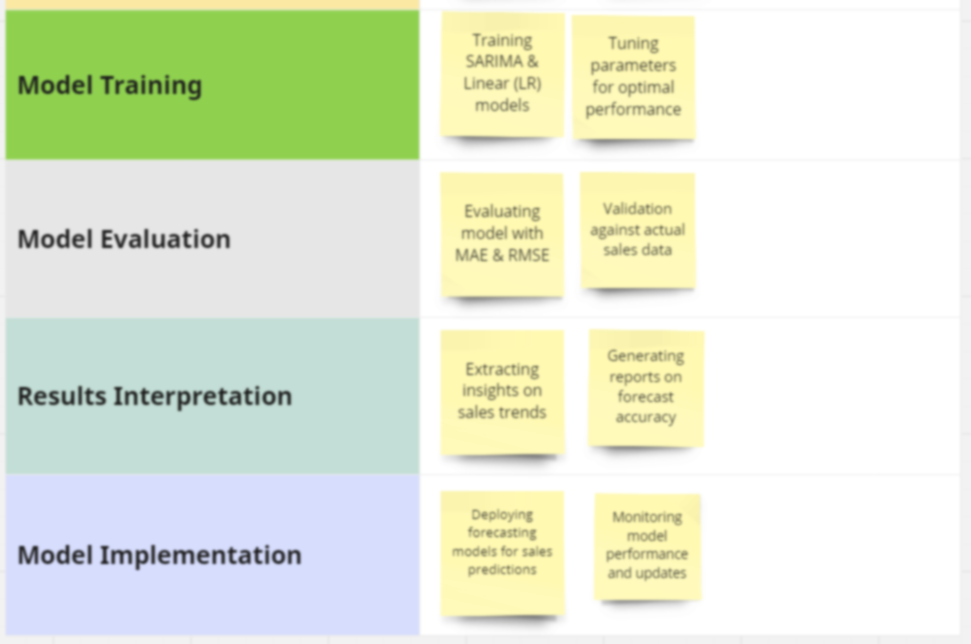 Model Training
Training
SARIMA &
Linear (LR)
models
Tuning
parameters
for optimal
performance
Model Evaluation
Evaluating
model with
MAE & RMSE
Validation
against actual
sales data
Results Interpretation
Extracting
insights on
sales trends
Generating
reports on
forecast
accuracy
Model Implementation
Deploying
forecasting
models for sales
predictions
Monitoring
model
performance
and updates